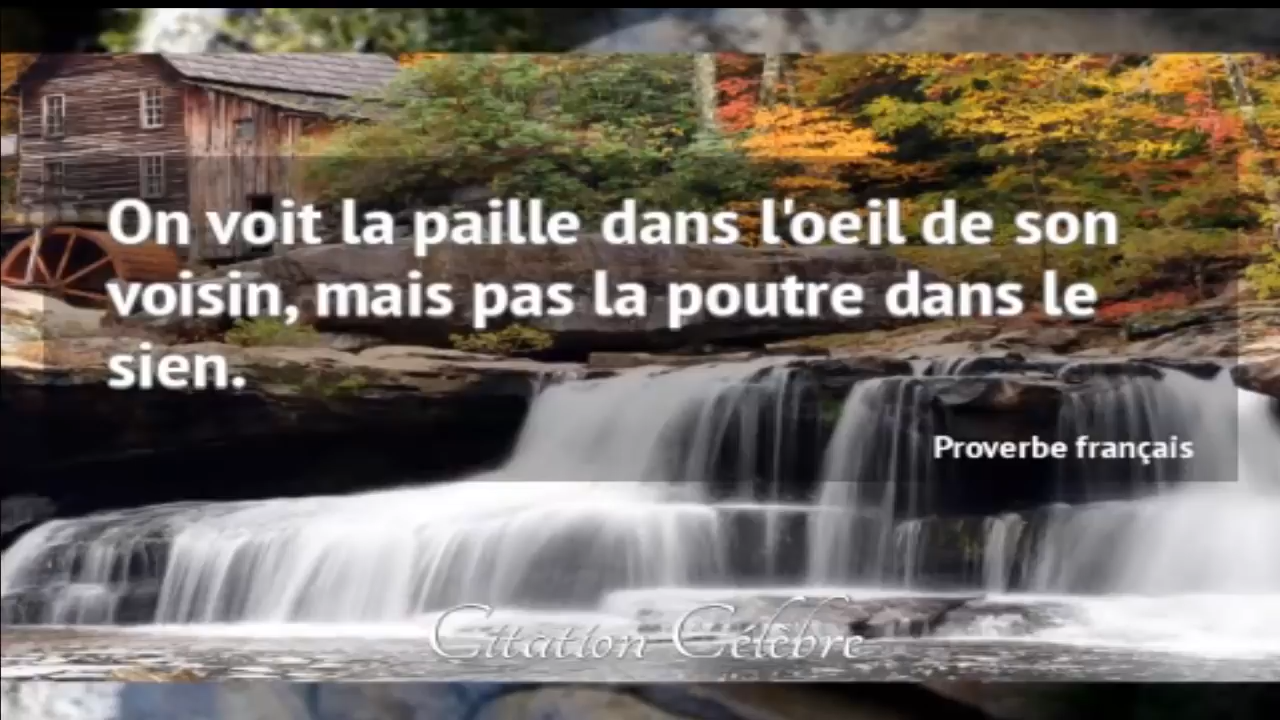 On voit la paille dans l'oeil de son
voisin, mais pas la poutre dans le
sien.
Proverbe français
Citation Célèbre